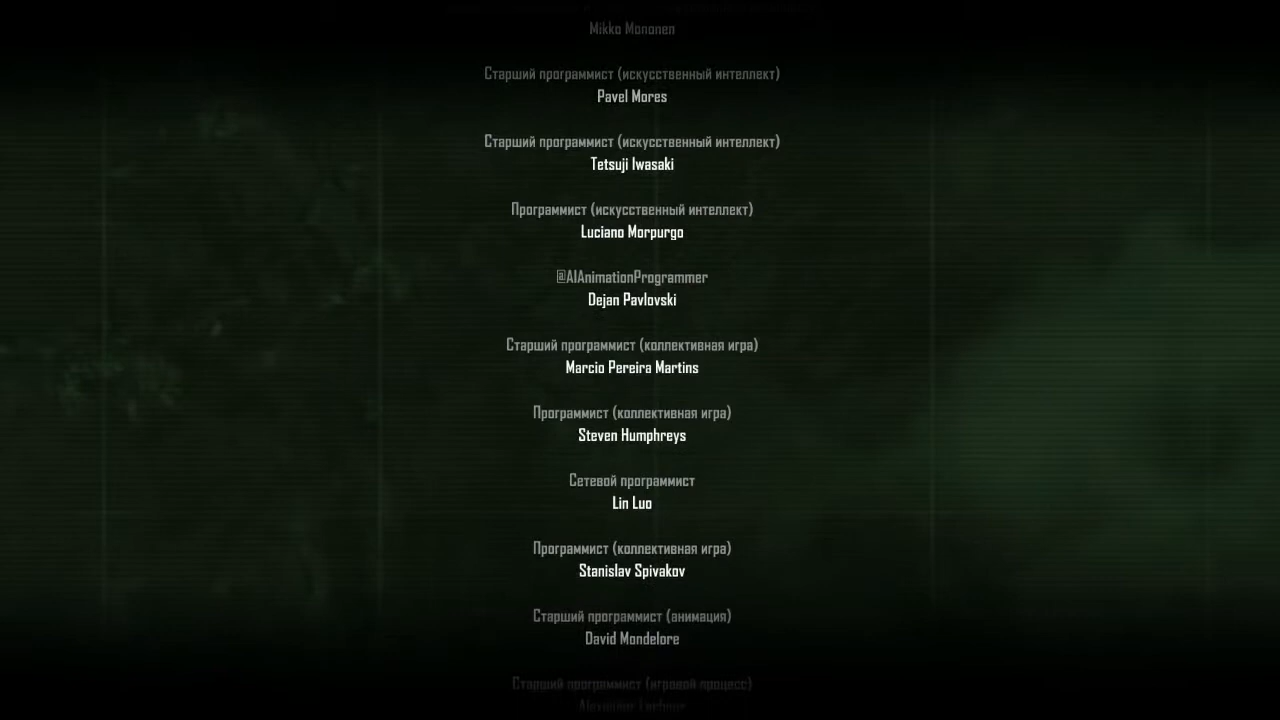 Mikko Mononen
Старший программист (искусственный интеллект)
Pavel Mores
Старший программист (искусственный интеллект)
Tetsuji Iwasaki
Программист (искусственный интеллект)
Luciano Morpurgo
@AIAnimationProgrammer
Dejan Pavlovski
Старший программист (коллективная игра)
Marcio Pereira Martins
Программист (коллективная игра)
Steven Humphreys
Сетевой программист
Lin Luo
Программист (коллективная игра)
Stanislav Spivakov
Старший программист (анимация)
David Mondelore
Старший программист (игровой процесс)